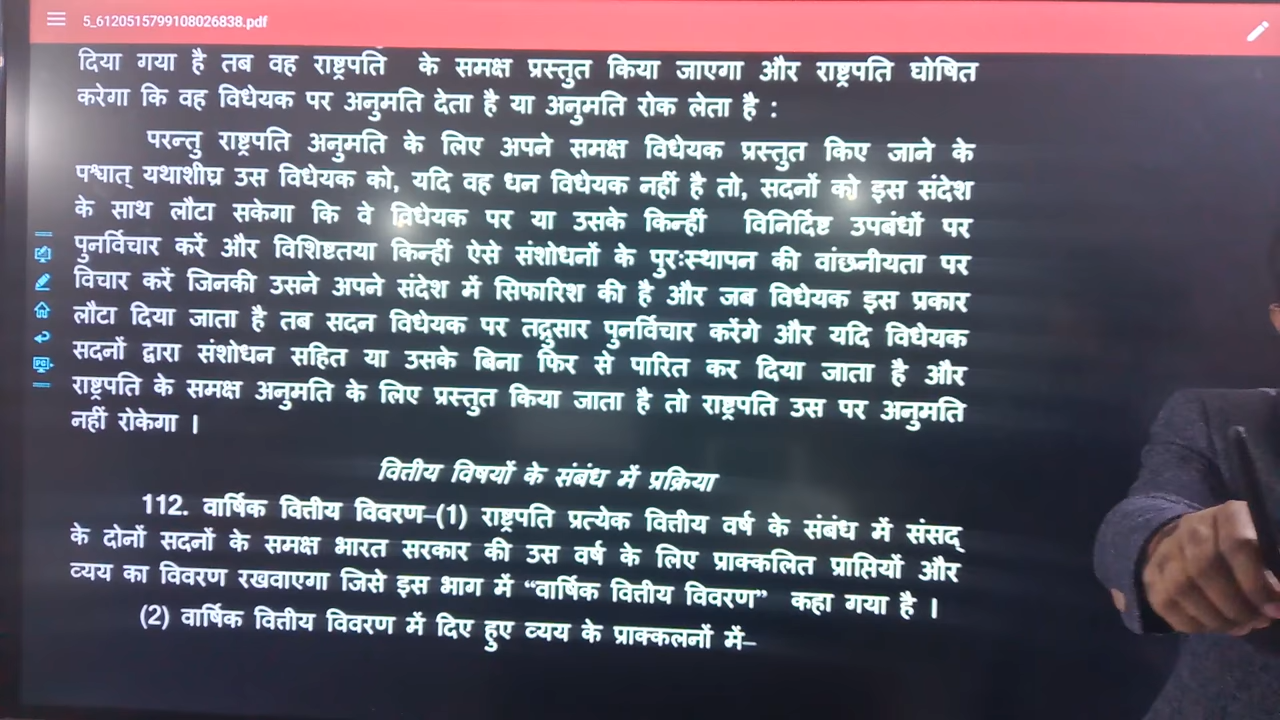 5_6120515799108026838.pdf
दिया गया है तब वह राष्ट्रपति के समक्ष प्रस्तुत किया जाएगा और राष्ट्रपति घोषित
करेगा कि वह विधेयक पर अनुमति देता है या अनुमति रोक लेता है :
परन्तु राष्ट्रपति अनुमति के लिए अपने समक्ष विधेयक प्रस्तुत किए जाने के
पश्चात् यथाशीघ्र उस विधेयक को, यदि वह धन विधेयक नहीं है तो, सदनों को इस संदेश
के साथ लौटा सकेगा कि वे विधेयक पर या उसके किन्हीं विनिर्दिष्ट उपबंधों पर
पुनर्विचार करें और विशिष्टतया किन्हीं ऐसे संशोधनों के पुरःस्थापन की वांछनीयता पर
विचार करें जिनकी उसने अपने संदेश में सिफारिश की है और जब विधेयक इस प्रकार
लौटा दिया जाता है तब सदन विधेयक पर तद्नुसार पुनर्विचार करेंगे और यदि विधेयक
सदनों द्वारा संशोधन सहित या उसके बिना फिर से पारित कर दिया जाता है और
राष्ट्रपति के समक्ष अनुमति के लिए प्रस्तुत किया जाता है तो राष्ट्रपति उस पर अनुमति
नहीं रोकेगा ।
वित्तीय विषयों के संबंध में प्रक्रिया
112. वार्षिक वित्तीय विवरण–(1) राष्ट्रपति प्रत्येक वित्तीय वर्ष के संबंध में संसद्
के दोनों सदनों के समक्ष भारत सरकार की उस वर्ष के लिए प्राक्कलित प्राप्तियों और
व्यय का विवरण रखवाएगा जिसे इस भाग में “वार्षिक वित्तीय विवरण” कहा गया है ।
(2) वार्षिक वित्तीय विवरण में दिए हुए व्यय के प्राक्कलनों में–